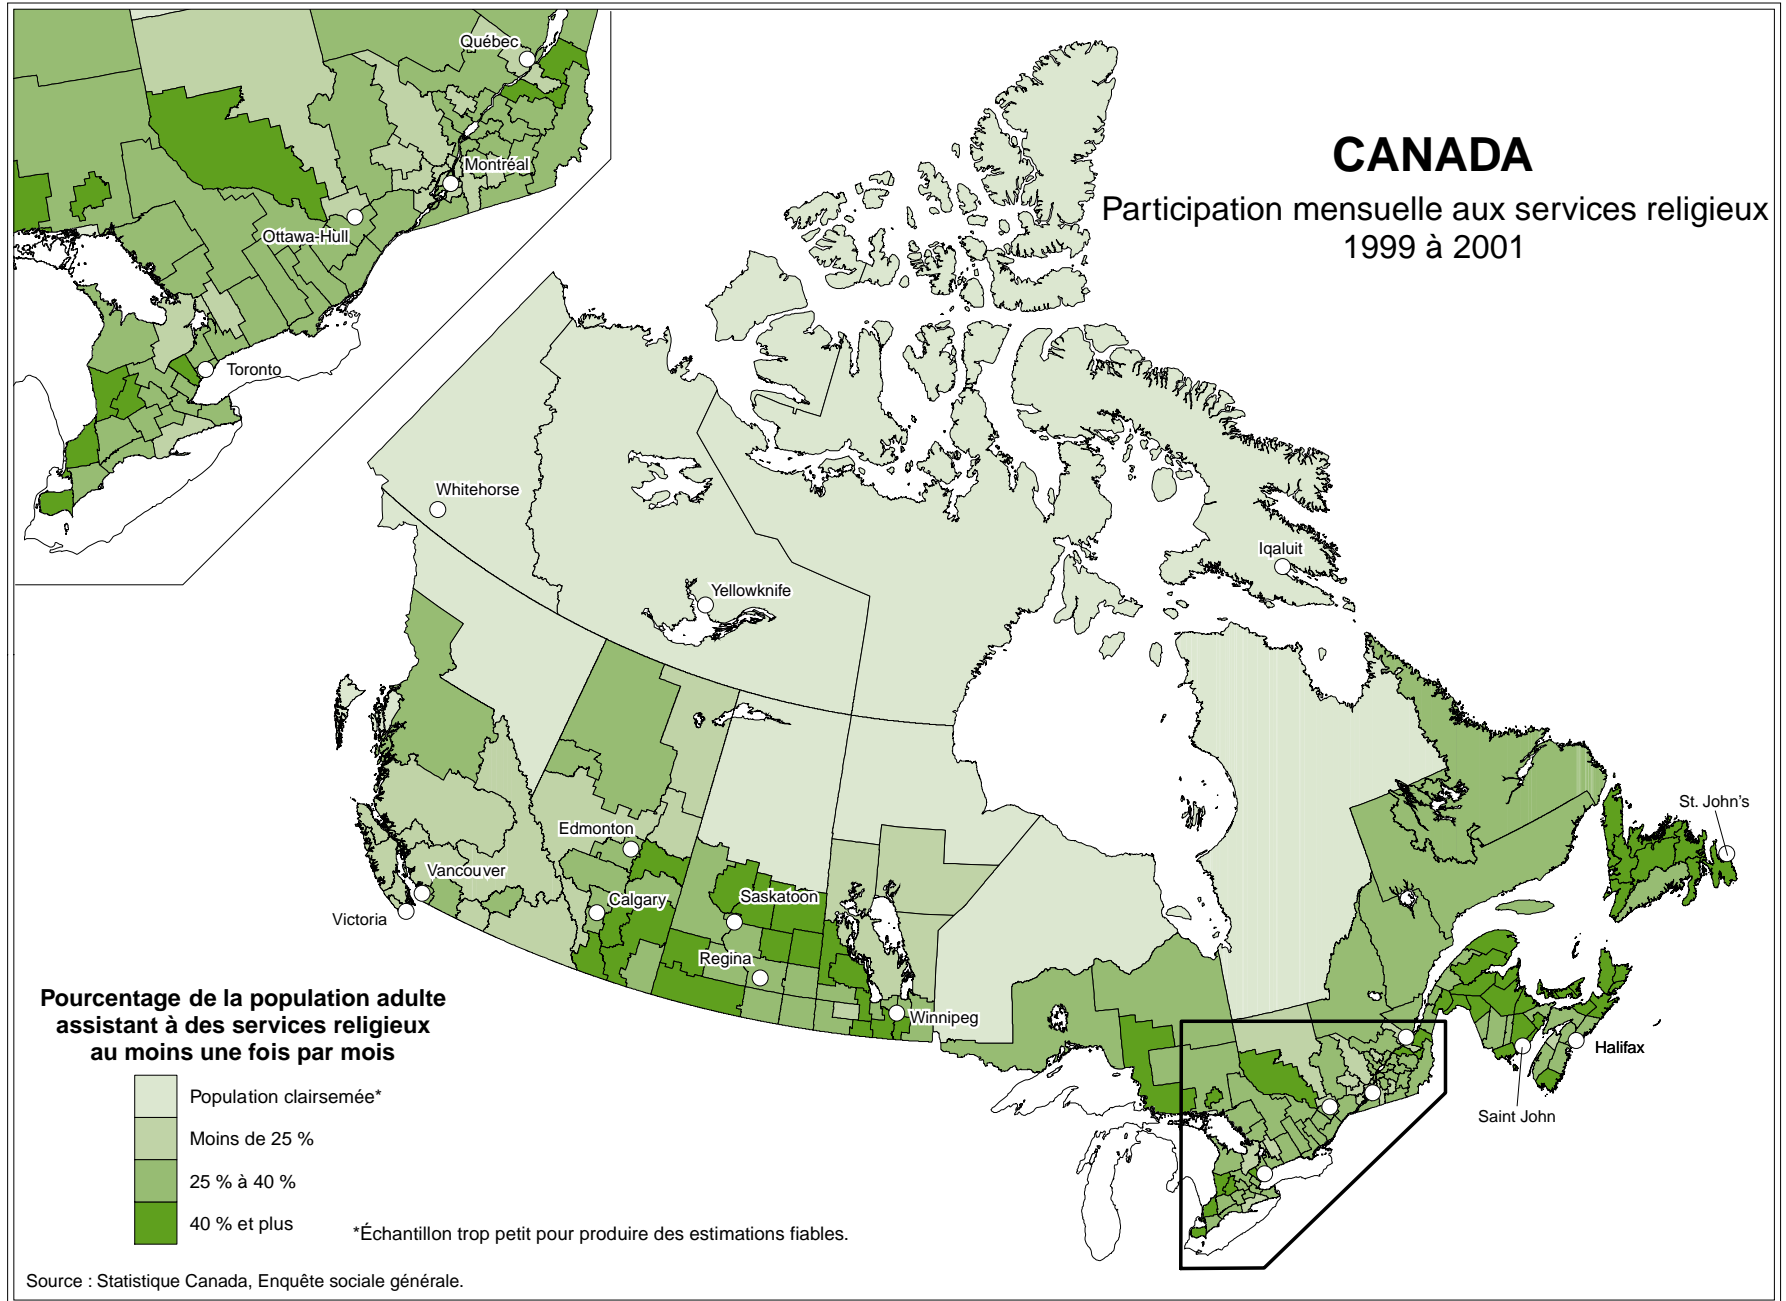 CANADA
Participation mensuelle aux services religieux
1999 à 2001
Québec
Montréal
Ottawa-Hull
Toronto
Whitehorse
Yellowknife
Iqaluit
St. John's
Edmonton
Vancouver
Calgary
Saskatoon
Victoria
Regina
Winnipeg
Halifax
Saint John
Pourcentage de la population adulte
assistant à des services religieux
au moins une fois par mois
Population clairsemée*
Moins de 25 %
25 % à 40 %
40 % et plus
*Échantillon trop petit pour produire des estimations fiables.
Source : Statistique Canada, Enquête sociale générale.